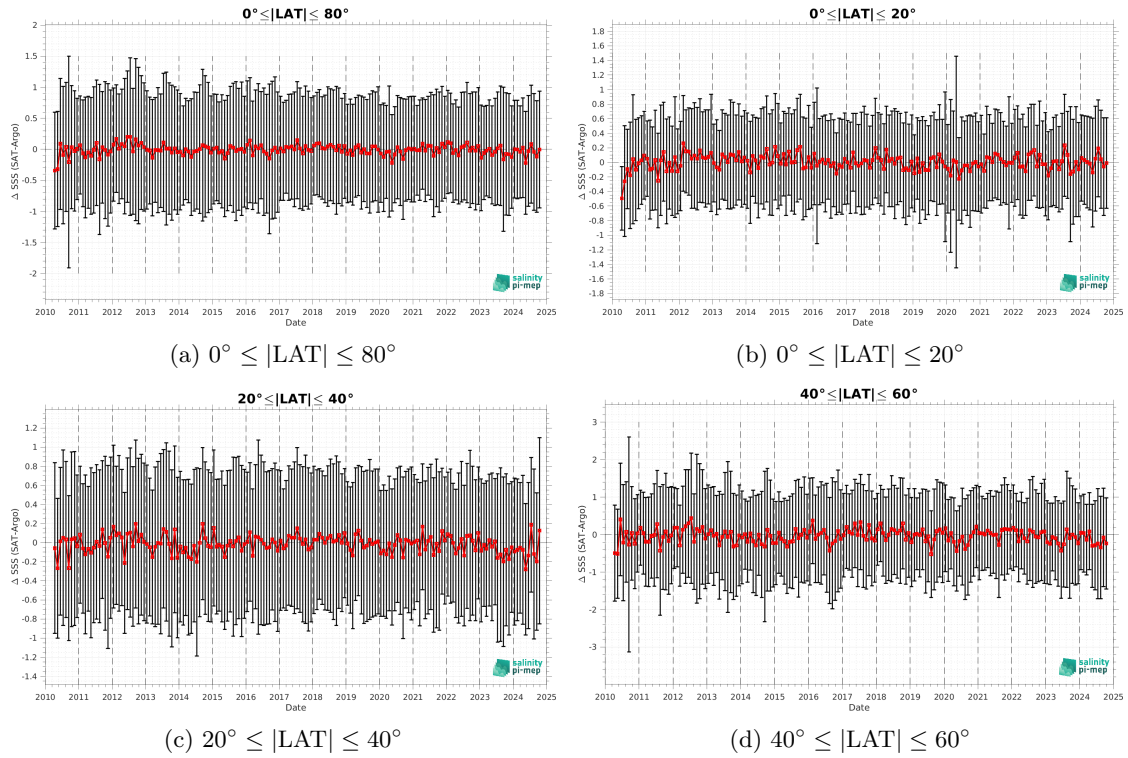 0°≤|LAT|≤ 80°
2
1.5
1
0.5
0
-0.5
-1
-1.5
-2
Δ SSS (SAT-Argo)
2010 2011 2012 2013 2014 2015 2016 2017 2018 2019 2020 2021 2022 2023 2024 2025
Date
salinity
pi-mep
(a) 0° ≤ |LAT| ≤ 80°
0°≤|LAT|≤ 20°
1.8
1.6
1.4
1.2
1
0.8
0.6
0.4
0.2
0
-0.2
-0.4
-0.6
-0.8
-1
-1.2
-1.4
-1.6
-1.8
Δ SSS (SAT-Argo)
2010 2011 2012 2013 2014 2015 2016 2017 2018 2019 2020 2021 2022 2023 2024 2025
Date
salinity
pi-mep
(b) 0° ≤ |LAT| ≤ 20°
20°≤|LAT|≤ 40°
1.2
1
0.8
0.6
0.4
0.2
0
-0.2
-0.4
-0.6
-0.8
-1
-1.2
-1.4
Δ SSS (SAT-Argo)
2010 2011 2012 2013 2014 2015 2016 2017 2018 2019 2020 2021 2022 2023 2024 2025
Date
salinity
pi-mep
(c) 20° ≤ |LAT| ≤ 40°
40°≤|LAT|≤ 60°
3
2
1
0
-1
-2
-3
Δ SSS (SAT-Argo)
2010 2011 2012 2013 2014 2015 2016 2017 2018 2019 2020 2021 2022 2023 2024 2025
Date
salinity
pi-mep
(d) 40° ≤ |LAT| ≤ 60°